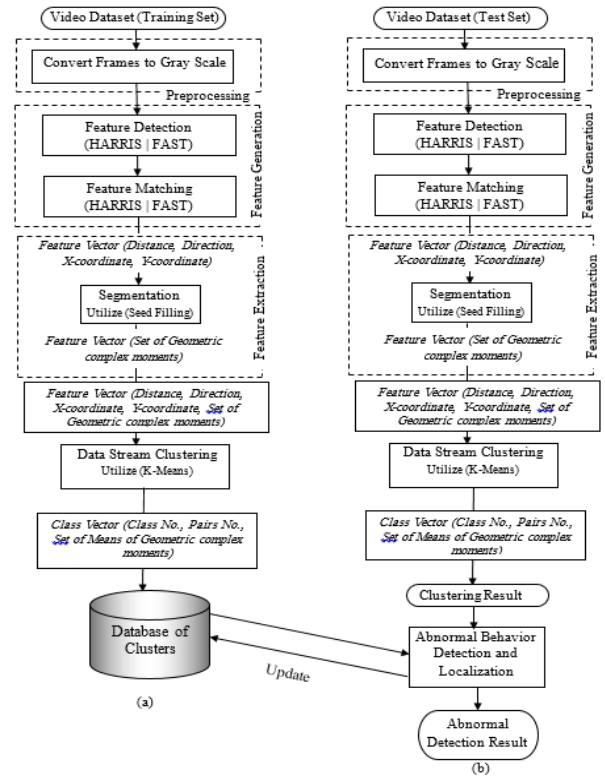 Video Dataset (Training Set)
Convert Frames to Gray Scale
Preprocessing
Feature Detection
(HARRIS | FAST)
Feature Matching
(HARRIS | FAST)
Feature Generation
Feature Vector (Distance, Direction,
X-coordinate, Y-coordinate)
Segmentation
Utilize (Seed Filling)
Feature Vector (Set of Geometric
complex moments)
Feature Extraction
Feature Vector (Distance, Direction,
X-coordinate, Y-coordinate, Set of
Geometric complex moments)
Data Stream Clustering
Utilize (K-Means)
Class Vector (Class No., Pairs No.,
Set of Means of Geometric complex
moments)
Database of
Clusters
(a)
Video Dataset (Test Set)
Convert Frames to Gray Scale
Preprocessing
Feature Detection
(HARRIS | FAST)
Feature Matching
(HARRIS | FAST)
Feature Generation
Feature Vector (Distance, Direction,
X-coordinate, Y-coordinate)
Segmentation
Utilize (Seed Filling)
Feature Vector (Set of Geometric
complex moments)
Feature Extraction
Feature Vector (Distance, Direction,
X-coordinate, Y-coordinate, Set of
Geometric complex moments)
Data Stream Clustering
Utilize (K-Means)
Class Vector (Class No., Pairs No.,
Set of Means of Geometric complex
moments)
Clustering Result
Abnormal Behavior
Detection and
Localization
Update
Abnormal
Detection Result
(b)